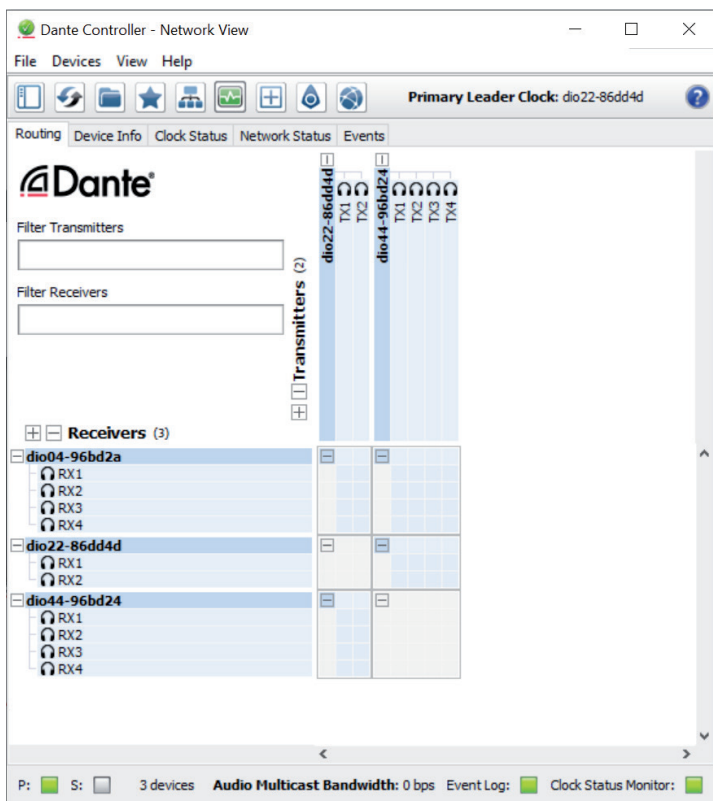 Dante Controller - Network View
File Devices View Help
Primary Leader Clock: dio22-86dd4d
Routing Device Info Clock Status Network Status Events
Dante®
Filter Transmitters
Filter Receivers
Transmitters (2)
dio22-86dd4d
TX1
TX2
dio44-96bd24
TX1
TX2
TX3
TX4
Receivers (3)
dio04-96bd2a
RX1
RX2
RX3
RX4
dio22-86dd4d
RX1
RX2
dio44-96bd24
RX1
RX2
RX3
RX4
P: S: 3 devices Audio Multicast Bandwidth: 0 bps Event Log: Clock Status Monitor: